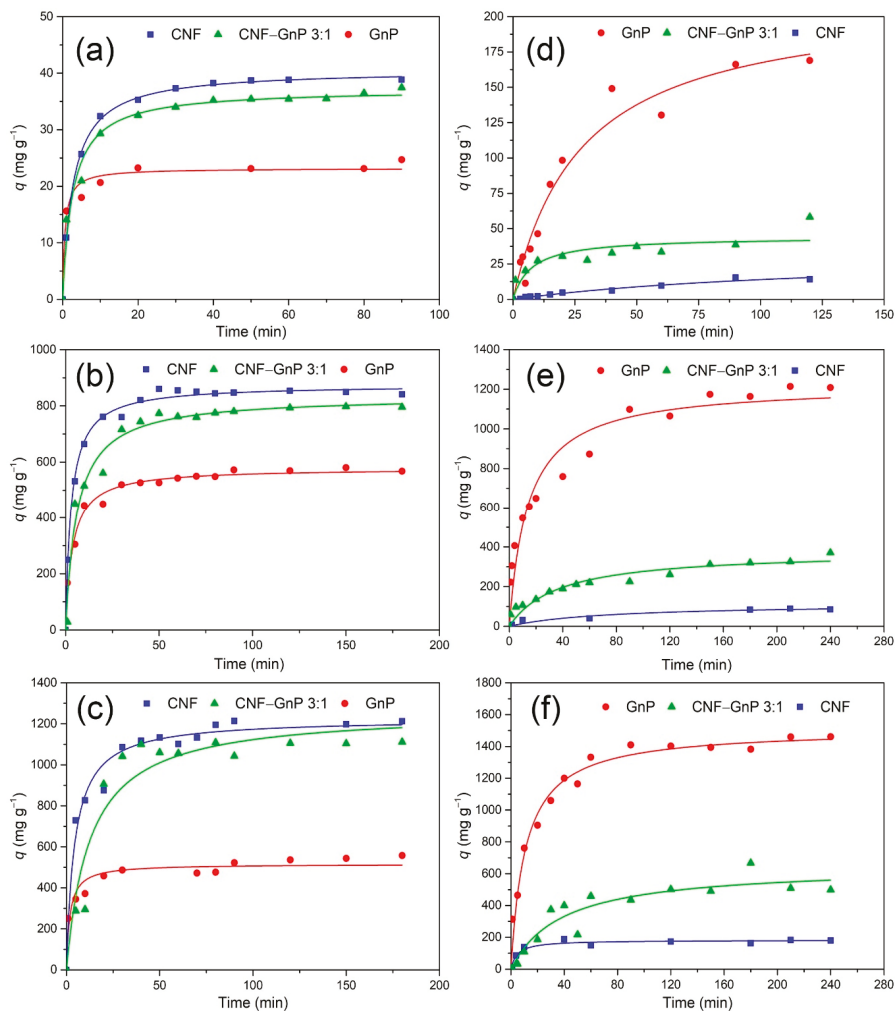 (a)
CNF CNF–GnP 3:1 GnP
q (mg g⁻¹)
50
40
30
20
10
0
0 20 40 60 80 100
Time (min)
(d)
GnP CNF–GnP 3:1 CNF
q (mg g⁻¹)
200
175
150
125
100
75
50
25
0
0 25 50 75 100 125 150
Time (min)
(b)
CNF CNF–GnP 3:1 GnP
q (mg g⁻¹)
1000
800
600
400
200
0
0 50 100 150 200
Time (min)
(e)
GnP CNF–GnP 3:1 CNF
q (mg g⁻¹)
1400
1200
1000
800
600
400
200
0
0 40 80 120 160 200 240 280
Time (min)
(c)
CNF CNF–GnP 3:1 GnP
q (mg g⁻¹)
1400
1200
1000
800
600
400
200
0
0 50 100 150 200
Time (min)
(f)
GnP CNF–GnP 3:1 CNF
q (mg g⁻¹)
1800
1600
1400
1200
1000
800
600
400
200
0
0 40 80 120 160 200 240 280
Time (min)